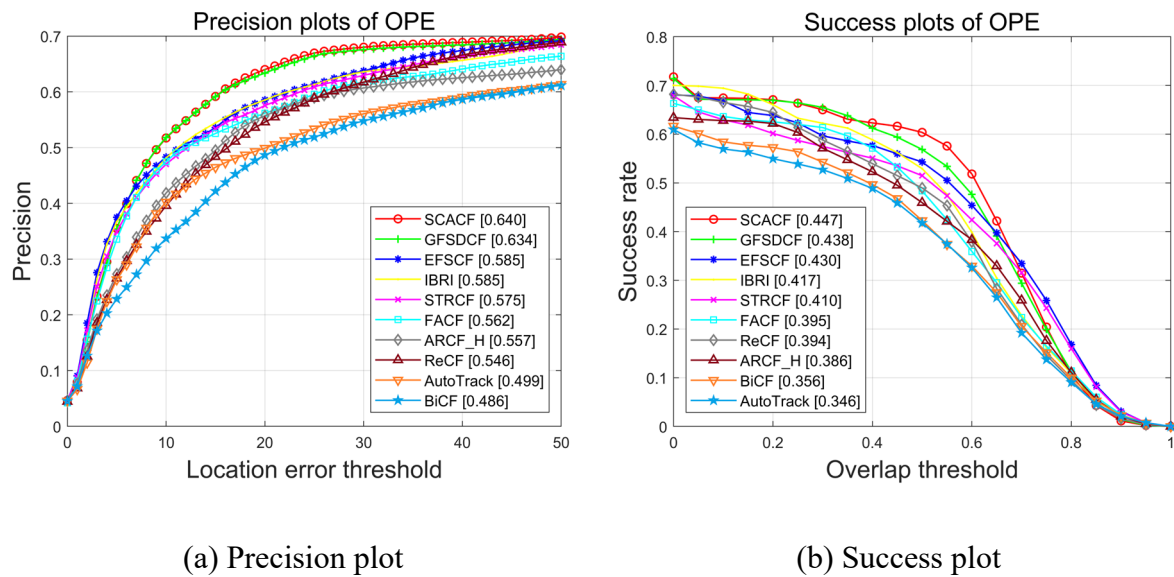 Precision plots of OPE
0.7
0.6
0.5
0.4
0.3
0.2
0.1
0
Precision
0 10 20 30 40 50
Location error threshold
SCACF [0.640]
GFSDCF [0.634]
EFSCF [0.585]
IBRI [0.585]
STRCF [0.575]
FACF [0.562]
ARCF_H [0.557]
ReCF [0.546]
AutoTrack [0.499]
BiCF [0.486]
(a) Precision plot
Success plots of OPE
0.8
0.7
0.6
0.5
0.4
0.3
0.2
0.1
0
Success rate
0 0.2 0.4 0.6 0.8 1
Overlap threshold
SCACF [0.447]
GFSDCF [0.438]
EFSCF [0.430]
IBRI [0.417]
STRCF [0.410]
FACF [0.395]
ReCF [0.394]
ARCF_H [0.386]
BiCF [0.356]
AutoTrack [0.346]
(b) Success plot